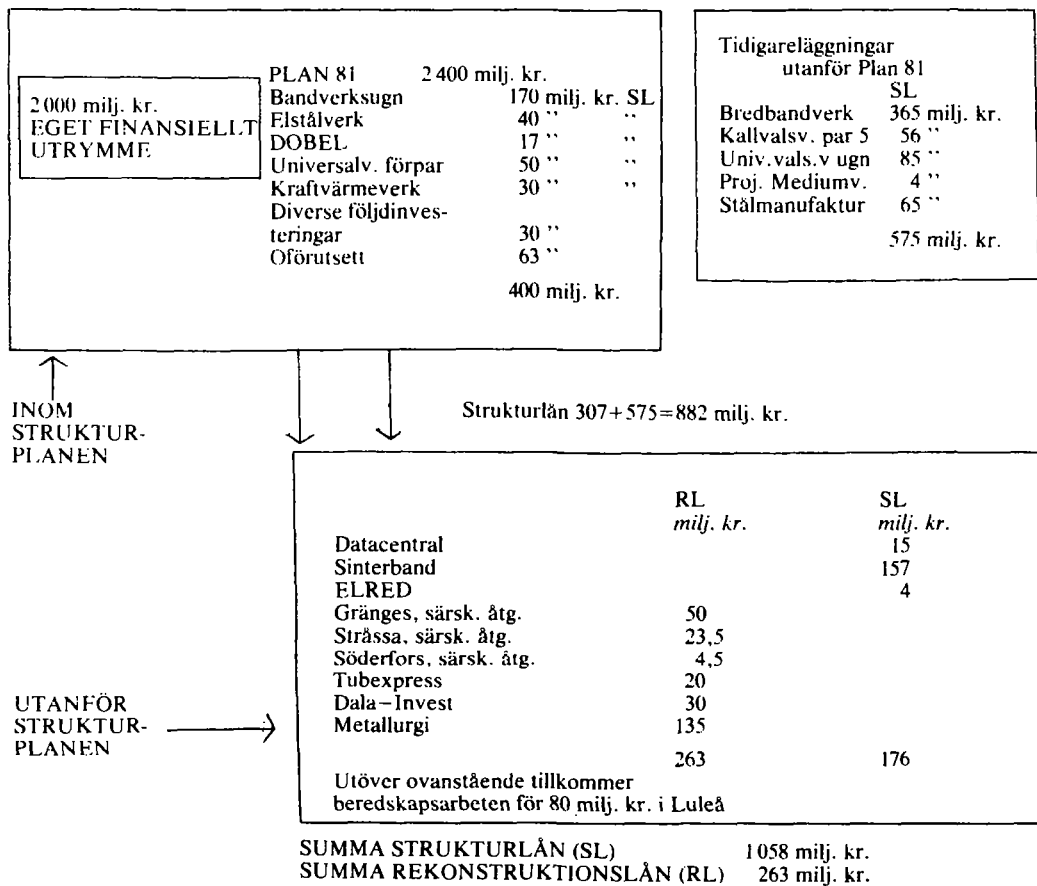 2 000 milj. kr.
EGET FINANSIELLT
UTRYMME
PLAN 81 2 400 milj. kr.
Bandverksugn 170 milj. kr. SL
Elstålverk 40 '' ''
DOBEL 17 '' ''
Universalv. förpar 50 '' ''
Kraftvärmeverk 30 '' ''
Diverse följdinves-
teringar 30 ''
Oförutsett 63 ''
400 milj. kr.
Tidigareläggningar
utanför Plan 81
SL
Bredbandverk 365 milj. kr.
Kallvalsv. par 5 56 ''
Univ.vals.v ugn 85 ''
Proj. Mediumv. 4 ''
Stålmanufaktur 65 ''
575 milj. kr.
INOM
STRUKTUR-
PLANEN
Strukturlån 307+575=882 milj. kr.
RL SL
milj. kr. milj. kr.
Datacentral 15
Sinterband 157
ELRED 4
Gränges, särsk. åtg. 50
Stråssa, särsk. åtg. 23,5
Söderfors, särsk. åtg. 4,5
Tubexpress 20
Dala–Invest 30
Metallurgi 135
263 176
Utöver ovanstående tillkommer
beredskapsarbeten för 80 milj. kr. i Luleå
UTANFÖR
STRUKTUR-
PLANEN
SUMMA STRUKTURLÅN (SL) 1 058 milj. kr.
SUMMA REKONSTRUKTIONSLÅN (RL) 263 milj. kr.